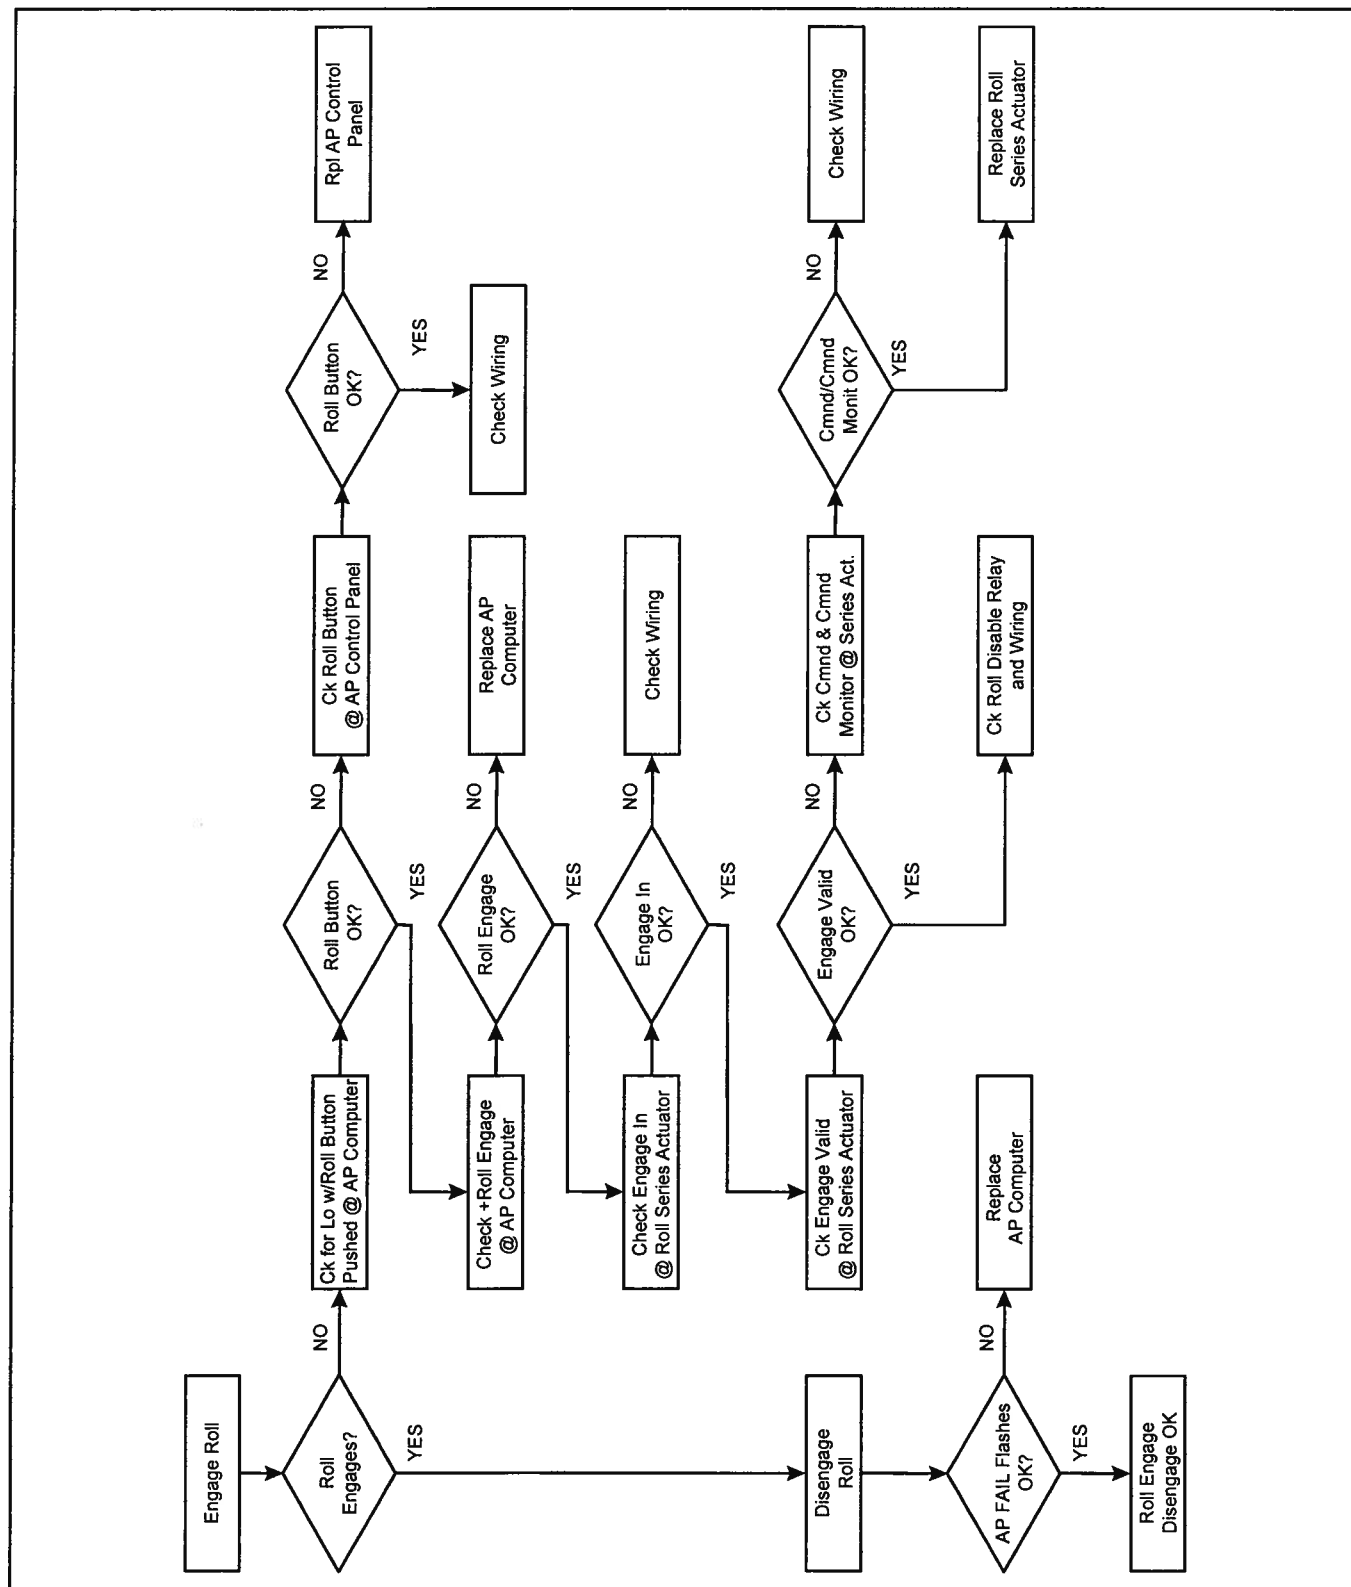 Engage Roll
Roll
Engages?
NO
YES
Ck for Lo w/Roll Button
Pushed @ AP Computer
Roll Button
OK?
NO
YES
Ck Roll Button
@ AP Control Panel
Roll Button
OK?
NO
YES
Rpl AP Control
Panel
Check Wiring
Check +Roll Engage
@ AP Computer
Roll Engage
OK?
NO
YES
Replace AP
Computer
Check Engage In
@ Roll Series Actuator
Engage In
OK?
NO
YES
Check Wiring
Ck Engage Valid
@ Roll Series Actuator
Engage Valid
OK?
NO
YES
Ck Cmnd & Cmnd
Monitor @ Series Act.
Cmnd/Cmnd
Monit OK?
NO
YES
Check Wiring
Replace Roll
Series Actuator
Ck Roll Disable Relay
and Wiring
Disengage
Roll
AP FAIL Flashes
OK?
NO
YES
Replace
AP Computer
Roll Engage
Disengage OK